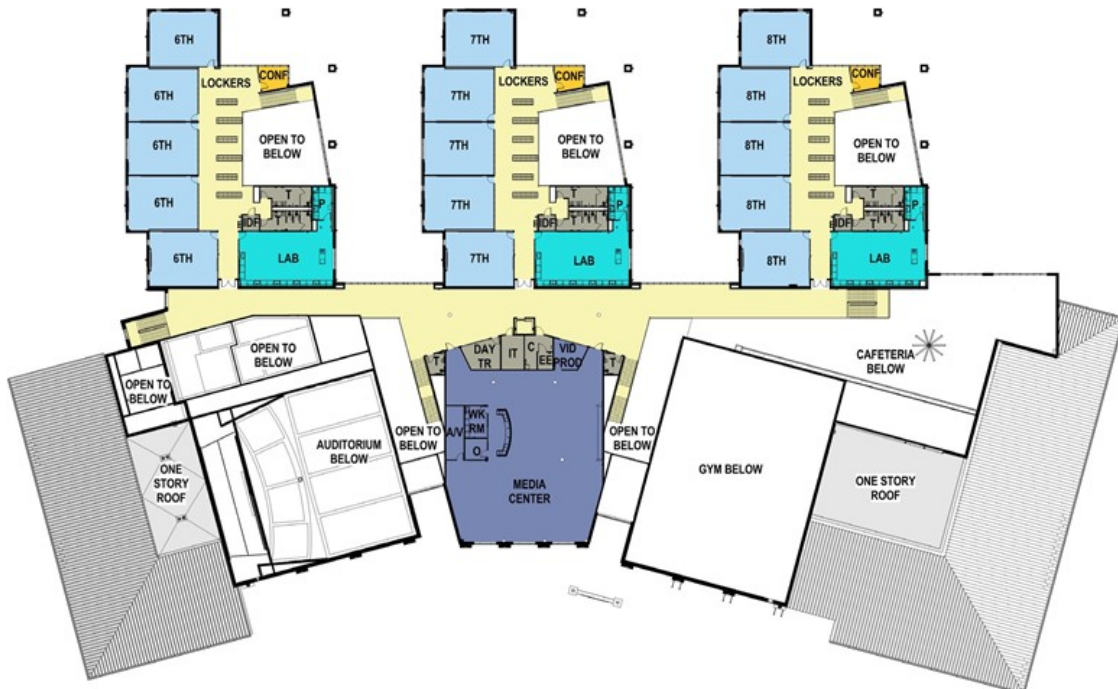 6TH
LOCKERS
CONF
6TH
OPEN TO
BELOW
6TH
6TH
T
P
IDF
T
6TH
LAB
7TH
LOCKERS
CONF
7TH
OPEN TO
BELOW
7TH
7TH
T
P
IDF
T
7TH
LAB
8TH
LOCKERS
CONF
8TH
OPEN TO
BELOW
8TH
8TH
T
P
IDF
T
8TH
LAB
OPEN TO
BELOW
OPEN TO
BELOW
ONE
STORY
ROOF
AUDITORIUM
BELOW
OPEN TO
BELOW
T
DAY
TR
IT
C
EE
VID
PROD
T
A/V
WK
RM
O
MEDIA
CENTER
OPEN TO
BELOW
GYM BELOW
CAFETERIA
BELOW
ONE STORY
ROOF